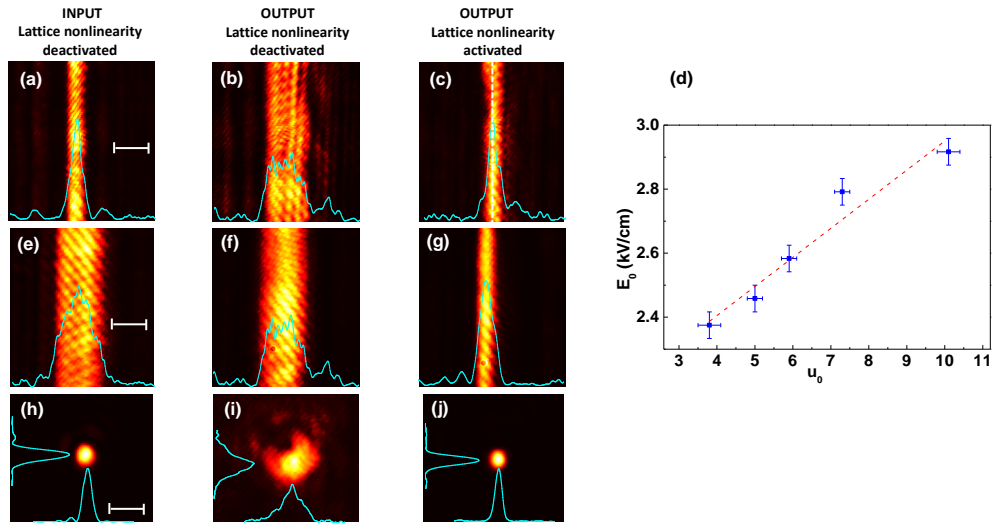 INPUT
Lattice nonlinearity
deactivated
OUTPUT
Lattice nonlinearity
deactivated
OUTPUT
Lattice nonlinearity
activated
(a)
(b)
(c)
(d)
(e)
(f)
(g)
(h)
(i)
(j)
3.0
2.8
2.6
2.4
E0 (kV/cm)
3 4 5 6 7 8 9 10 11
u0